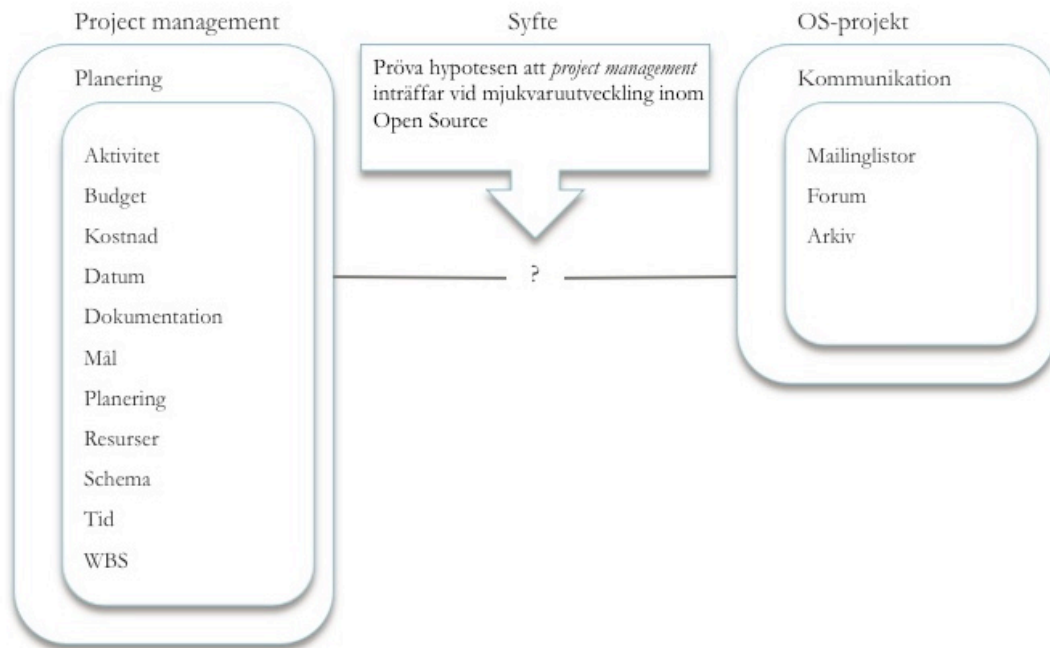 Project management
Planering
Aktivitet
Budget
Kostnad
Datum
Dokumentation
Mål
Planering
Resurser
Schema
Tid
WBS
Syfte
Pröva hypotesen att project management
inträffar vid mjukvaruutveckling inom
Open Source
?
OS-projekt
Kommunikation
Mailinglistor
Forum
Arkiv